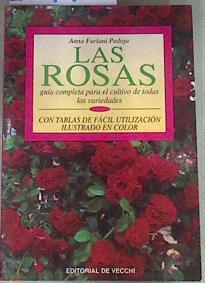 Anna Furlani Pedoja
LAS
ROSAS
guía completa para el cultivo de todas
las variedades
CON TABLAS DE FÁCIL UTILIZACIÓN
ILUSTRADO EN COLOR
EDITORIAL DE VECCHI